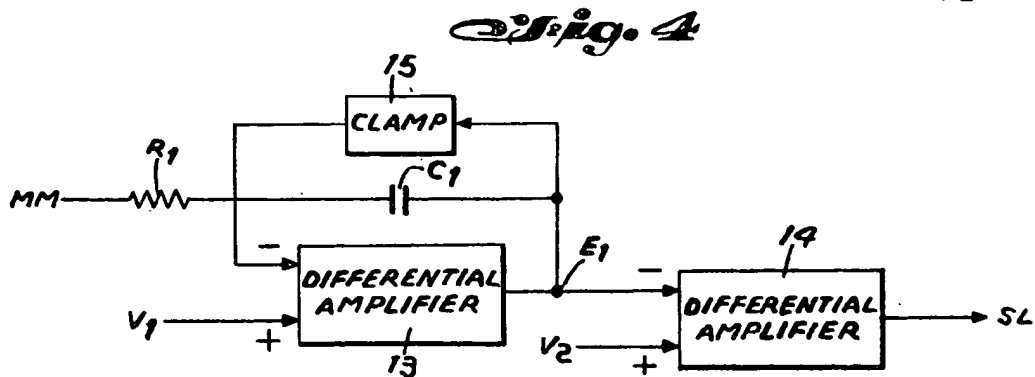 Fig. 4
15
CLAMP
R1
C1
MM
−
DIFFERENTIAL
AMPLIFIER
V1
+
13
E1
14
−
DIFFERENTIAL
AMPLIFIER
V2
+
SL